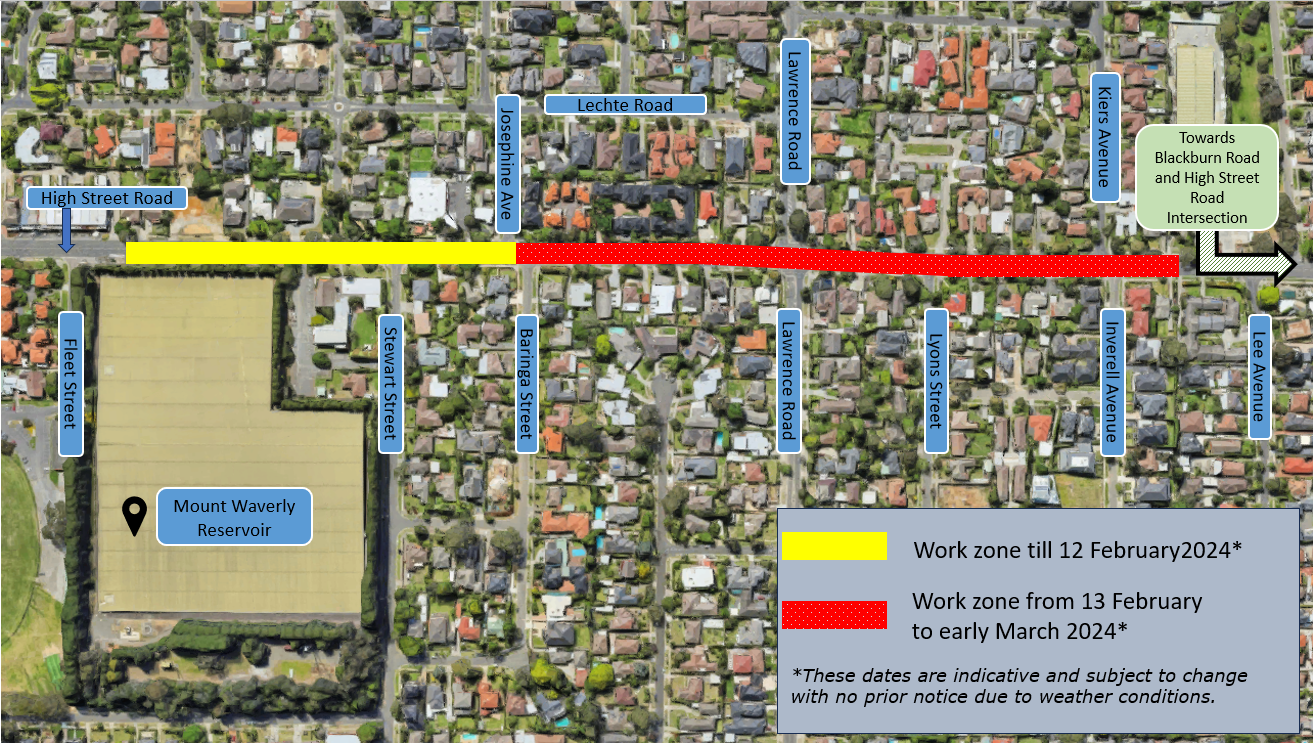 Lechte Road
Josephine Ave
Lawrence Road
Kiers Avenue
Towards
Blackburn Road
and High Street
Road
Intersection
High Street Road
Fleet Street
Stewart Street
Baringa Street
Lawrence Road
Lyons Street
Inverell Avenue
Lee Avenue
Mount Waverly
Reservoir
Work zone till 12 February2024*
Work zone from 13 February
to early March 2024*
*These dates are indicative and subject to change
with no prior notice due to weather conditions.